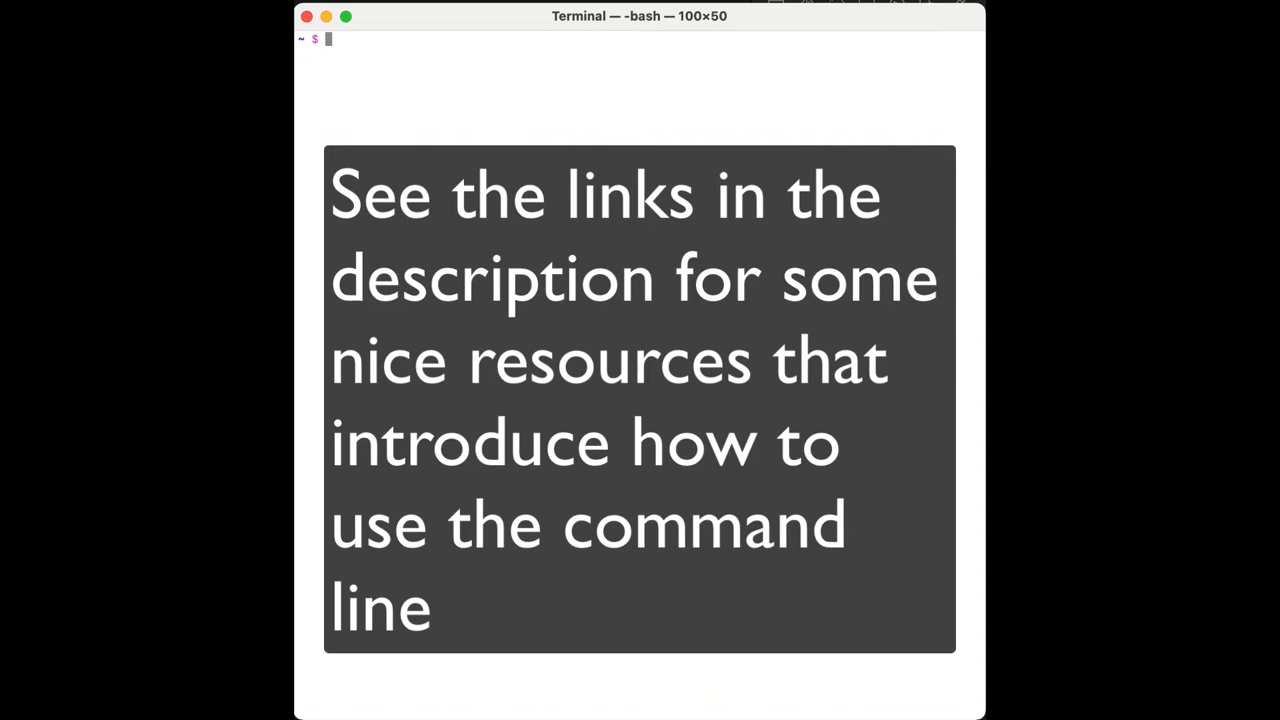 Terminal — -bash — 100×50
~ $
See the links in the
description for some
nice resources that
introduce how to
use the command
line